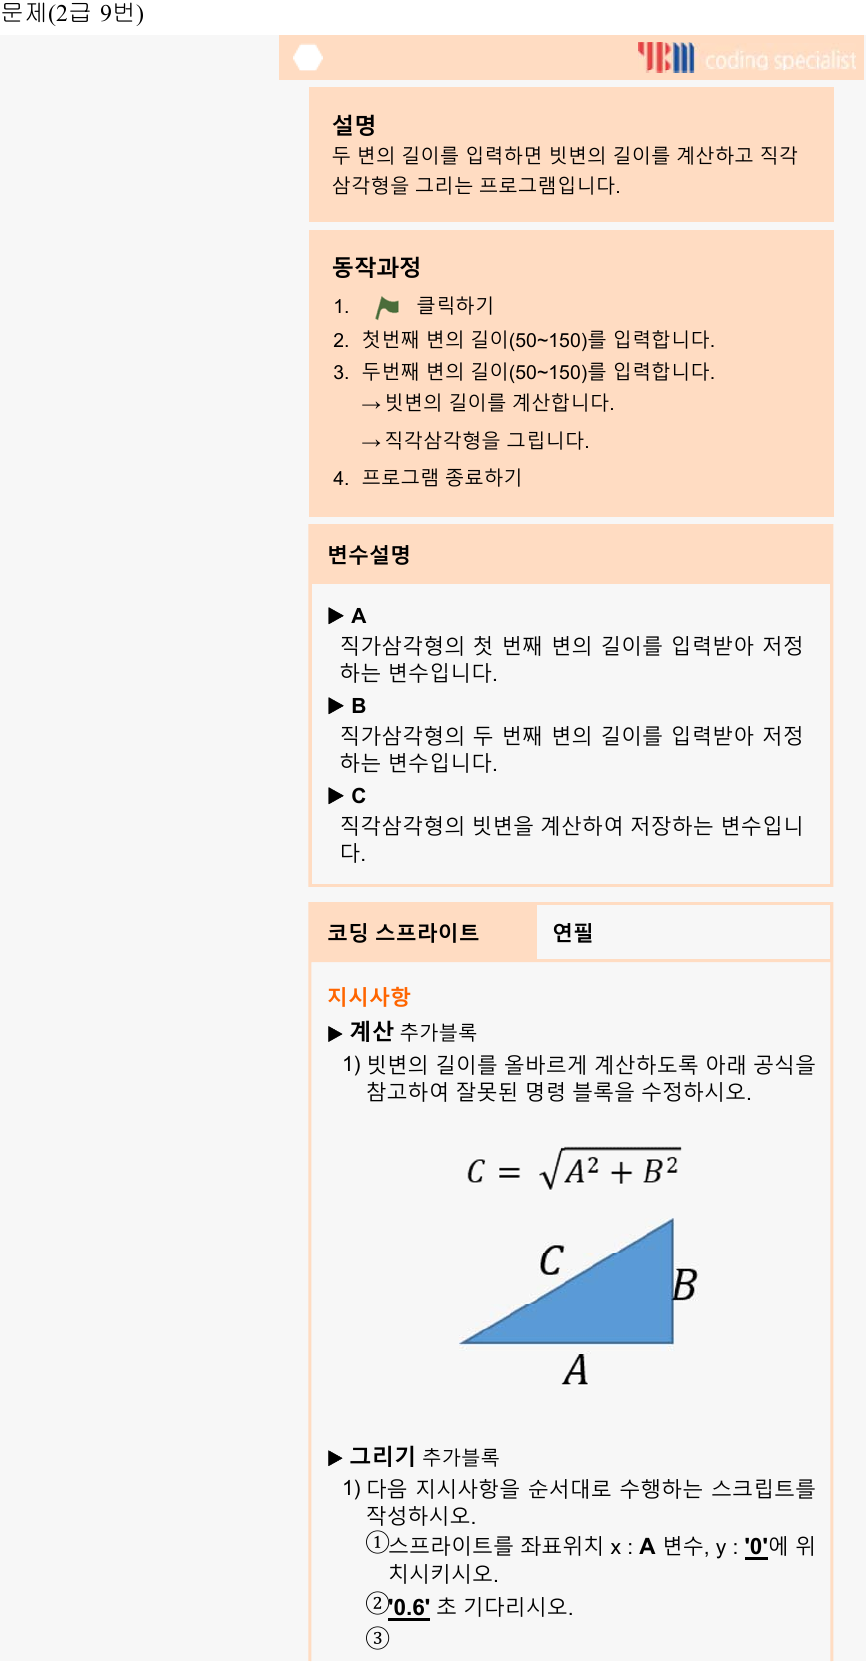 문제(2급 9번)
YBM coding specialist
설명
두 변의 길이를 입력하면 빗변의 길이를 계산하고 직각
삼각형을 그리는 프로그램입니다.
동작과정
1. 클릭하기
2. 첫번째 변의 길이(50~150)를 입력합니다.
3. 두번째 변의 길이(50~150)를 입력합니다.
→ 빗변의 길이를 계산합니다.
→ 직각삼각형을 그립니다.
4. 프로그램 종료하기
변수설명
▶ A
직가삼각형의 첫 번째 변의 길이를 입력받아 저정
하는 변수입니다.
▶ B
직가삼각형의 두 번째 변의 길이를 입력받아 저정
하는 변수입니다.
▶ C
직각삼각형의 빗변을 계산하여 저장하는 변수입니
다.
코딩 스프라이트 연필
지시사항
▶ 계산 추가블록
1) 빗변의 길이를 올바르게 계산하도록 아래 공식을
참고하여 잘못된 명령 블록을 수정하시오.
C = √A² + B²
C
B
A
▶ 그리기 추가블록
1) 다음 지시사항을 순서대로 수행하는 스크립트를
작성하시오.
①스프라이트를 좌표위치 x : A 변수, y : '0'에 위
치시키시오.
②'0.6' 초 기다리시오.
③